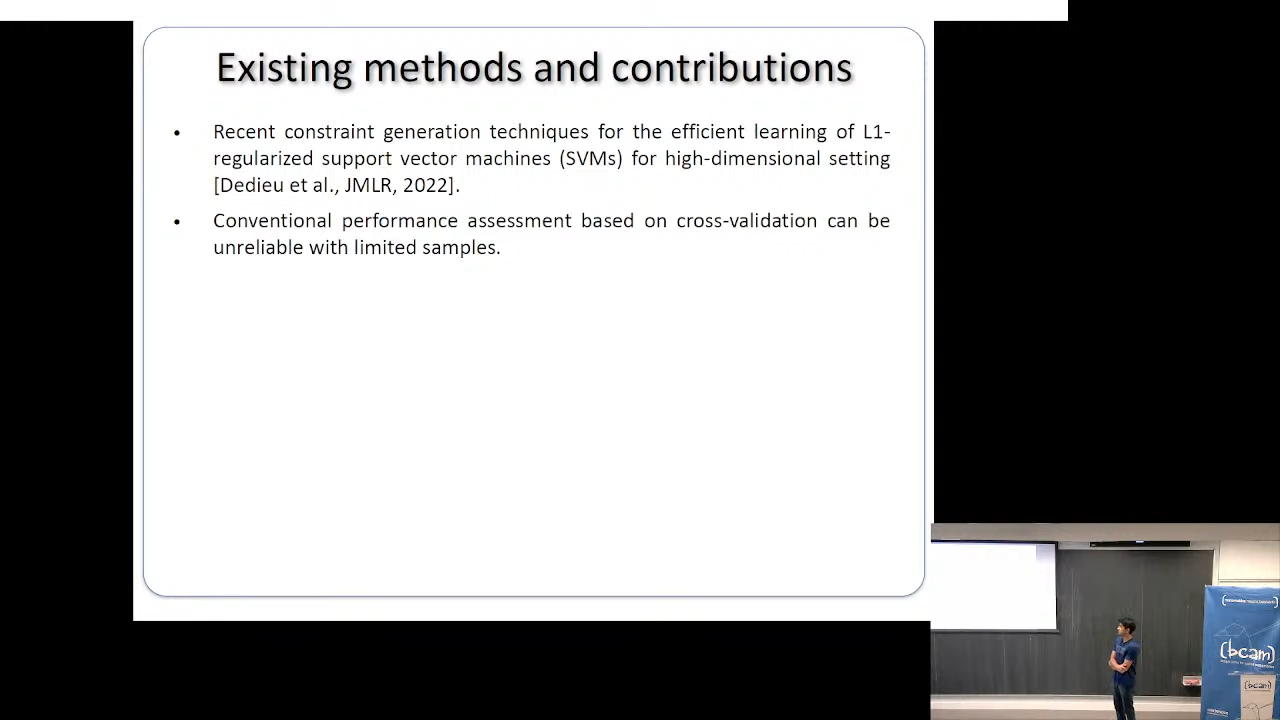 Existing methods and contributions
• Recent constraint generation techniques for the efficient learning of L1-
regularized support vector machines (SVMs) for high-dimensional setting
[Dedieu et al., JMLR, 2022].
• Conventional performance assessment based on cross-validation can be
unreliable with limited samples.
(bcam)
(bcam)